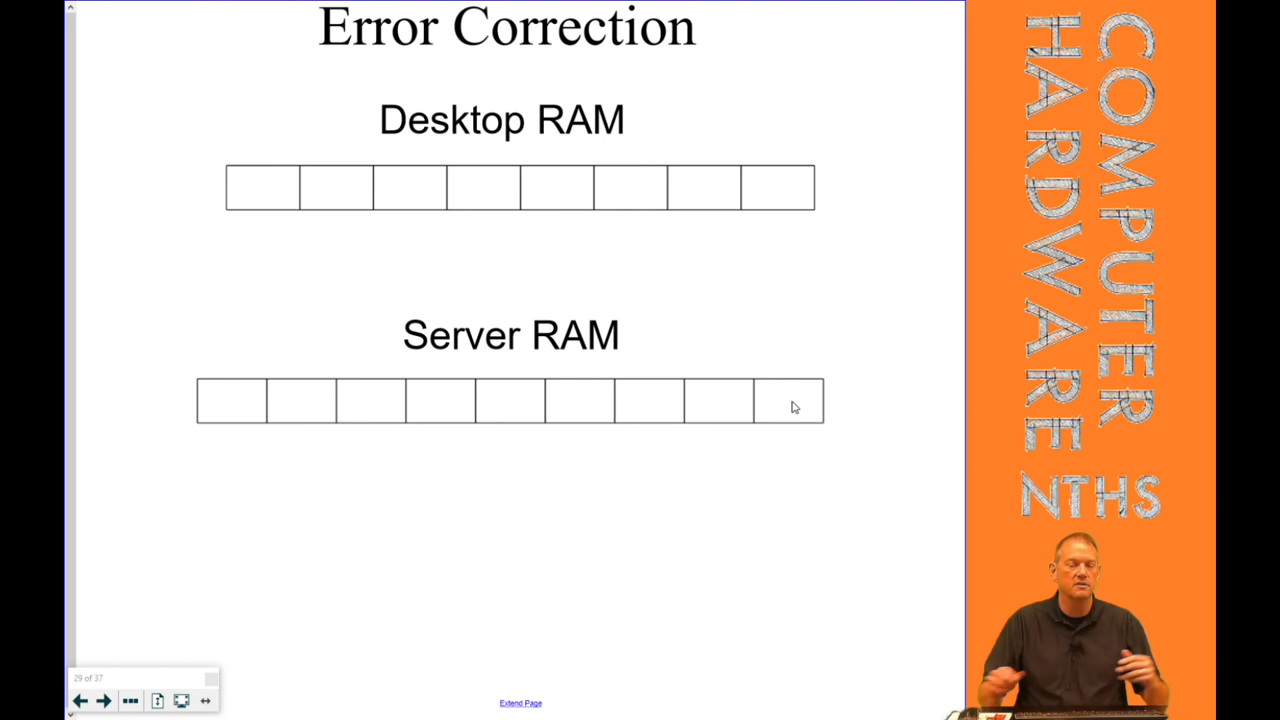 Error Correction
Desktop RAM
Server RAM
29 of 37
Extend Page
COMPUTER
HARDWARE
NTHS